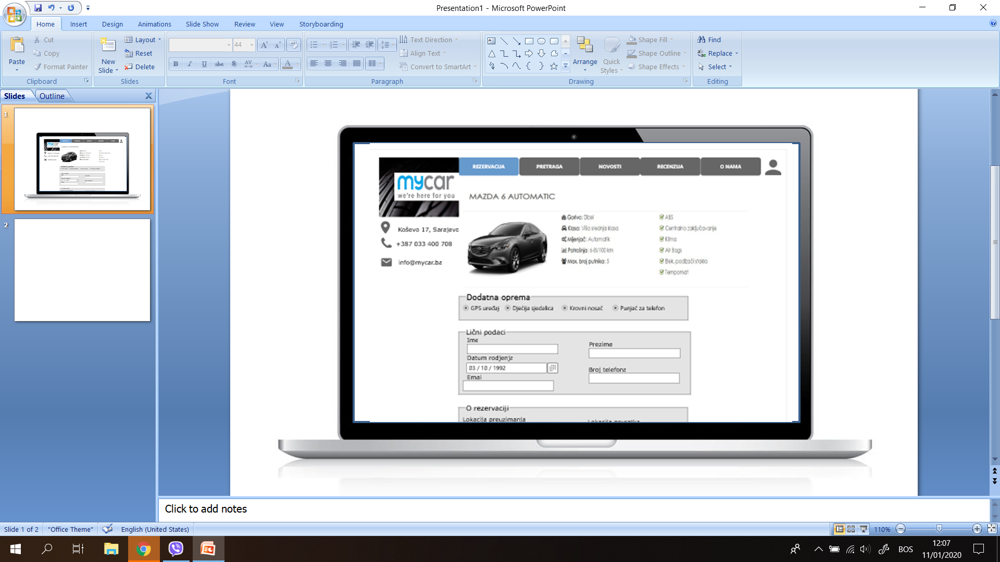 Presentation1 - Microsoft PowerPoint
Home Insert Design Animations Slide Show Review View Storyboarding
Paste
Cut
Copy
Format Painter
Clipboard
New Slide
Layout
Reset
Delete
Slides
44
B I U abc S AV Aa A
Font
Text Direction
Align Text
Convert to SmartArt
Paragraph
Arrange
Quick Styles
Shape Fill
Shape Outline
Shape Effects
Drawing
Find
Replace
Select
Editing
Slides Outline
1
2
REZERVACIJA PRETRAGA NOVOSTI RECENZIJA O NAMA
mycar
we're here for you
Koševo 17, Sarajevo
+387 033 400 708
info@mycar.ba
MAZDA 6 AUTOMATIC
Gorivo: Dizel
Klasa: Viša srednja klasa
Mijenjač: Automatik
Potrošnja: 6-8l/100 km
Max. broj putnika: 5
ABS
Centralno zaključavanje
Klima
Air Bags
Elek. podizači stakla
Tempomat
Dodatna oprema
GPS uređaj Dječija sjedalica Krovni nosač Punjač za telefon
Lični podaci
Ime
Prezime
Datum rodjenja
03 / 10 / 1992
Broj telefona
Email
O rezervaciji
Lokacija preuzimanja
Lokacija povratka
Click to add notes
Slide 1 of 2 "Office Theme" English (United States) 110%
BOS
12:07
11/01/2020